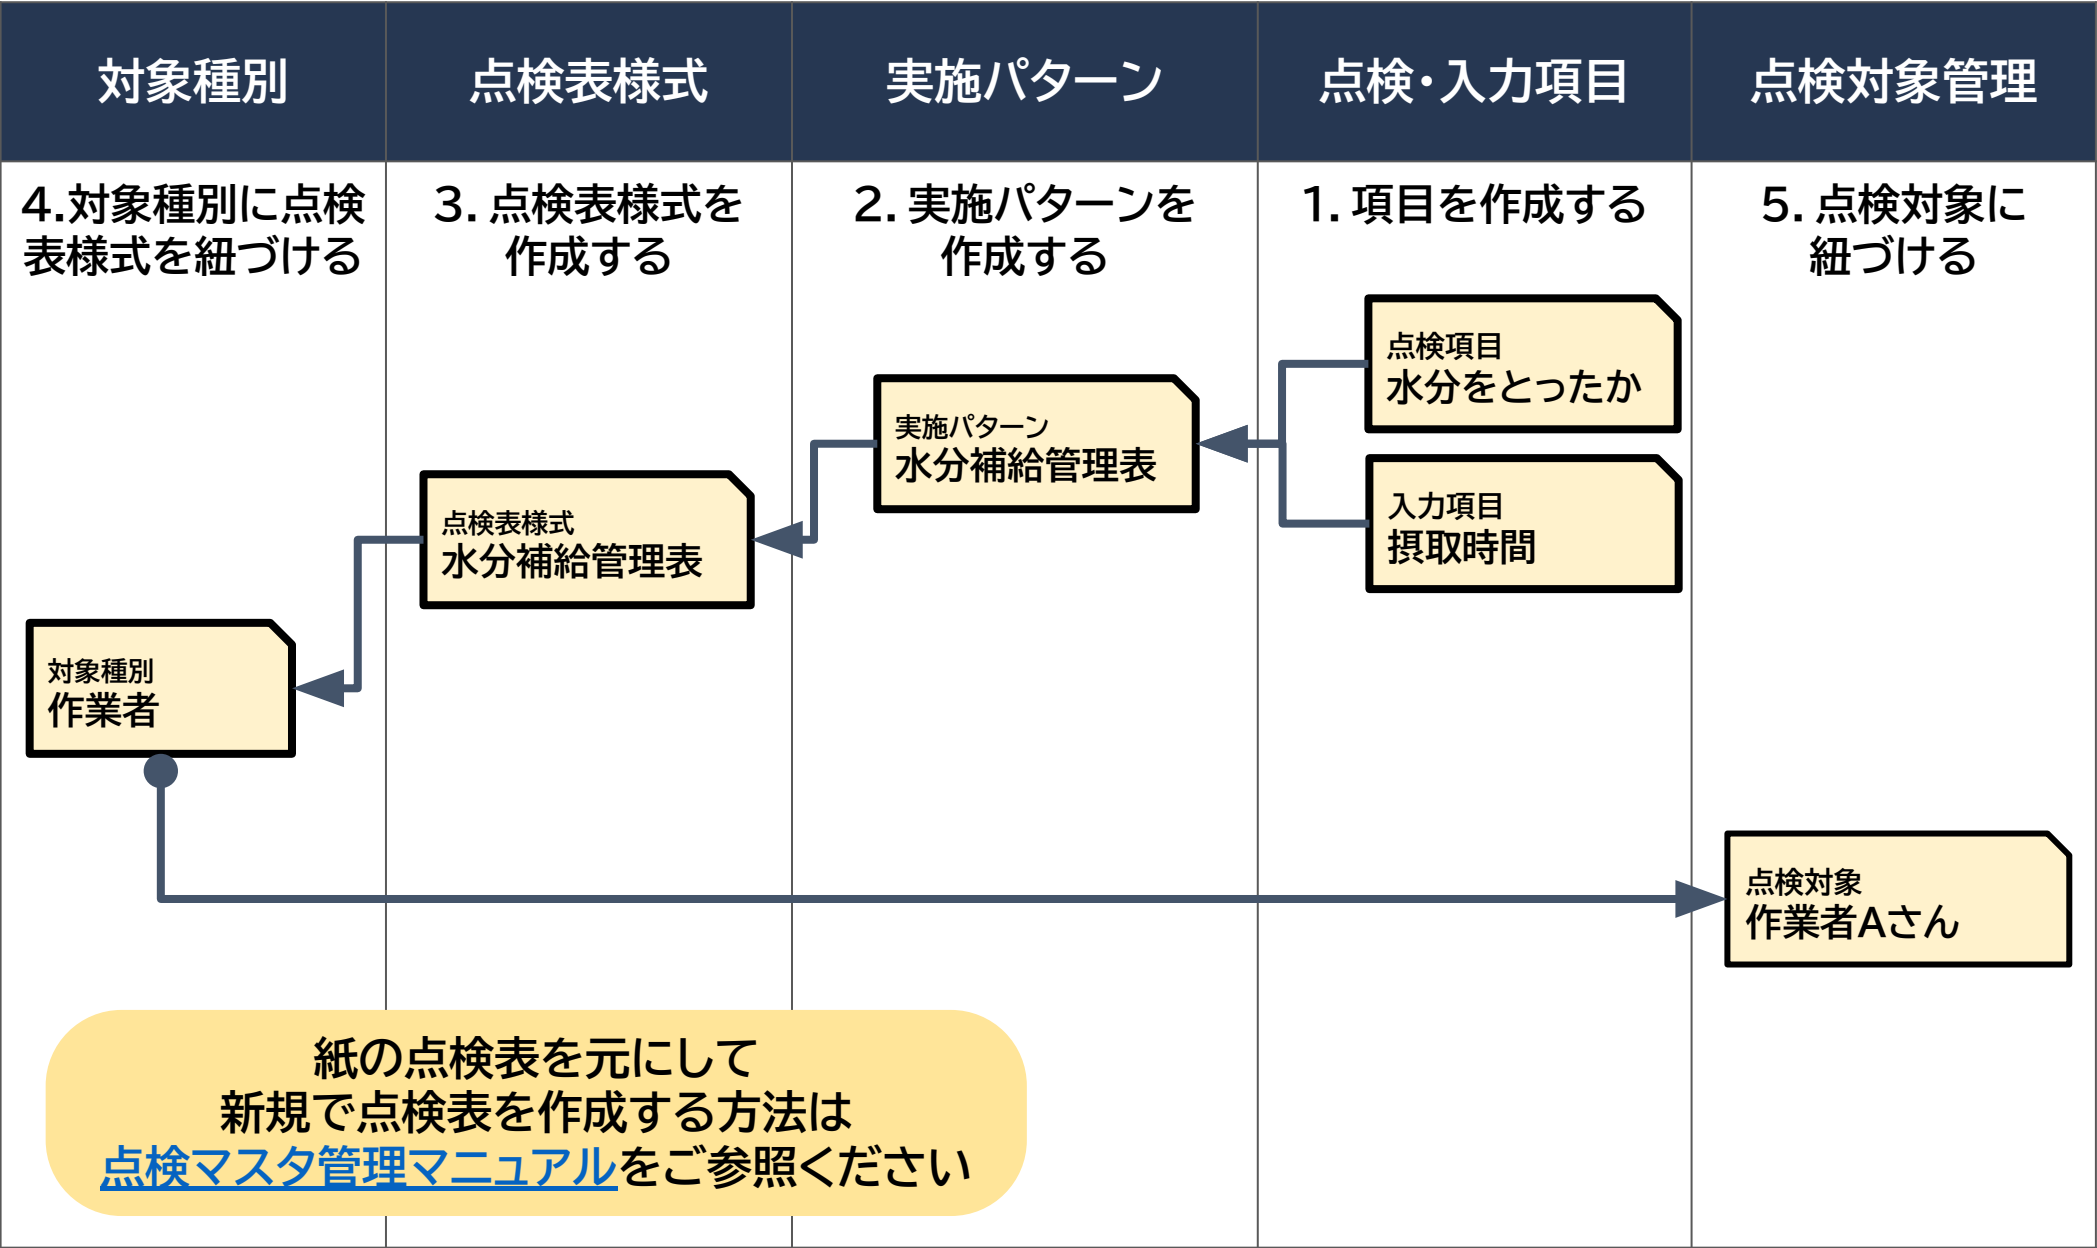 対象種別
点検表様式
実施パターン
点検・入力項目
点検対象管理
4.対象種別に点検
表様式を紐づける
3. 点検表様式を
作成する
2. 実施パターンを
作成する
1. 項目を作成する
5. 点検対象に
紐づける
点検項目
水分をとったか
実施パターン
水分補給管理表
点検表様式
水分補給管理表
入力項目
摂取時間
対象種別
作業者
点検対象
作業者Aさん
紙の点検表を元にして
新規で点検表を作成する方法は
点検マスタ管理マニュアルをご参照ください